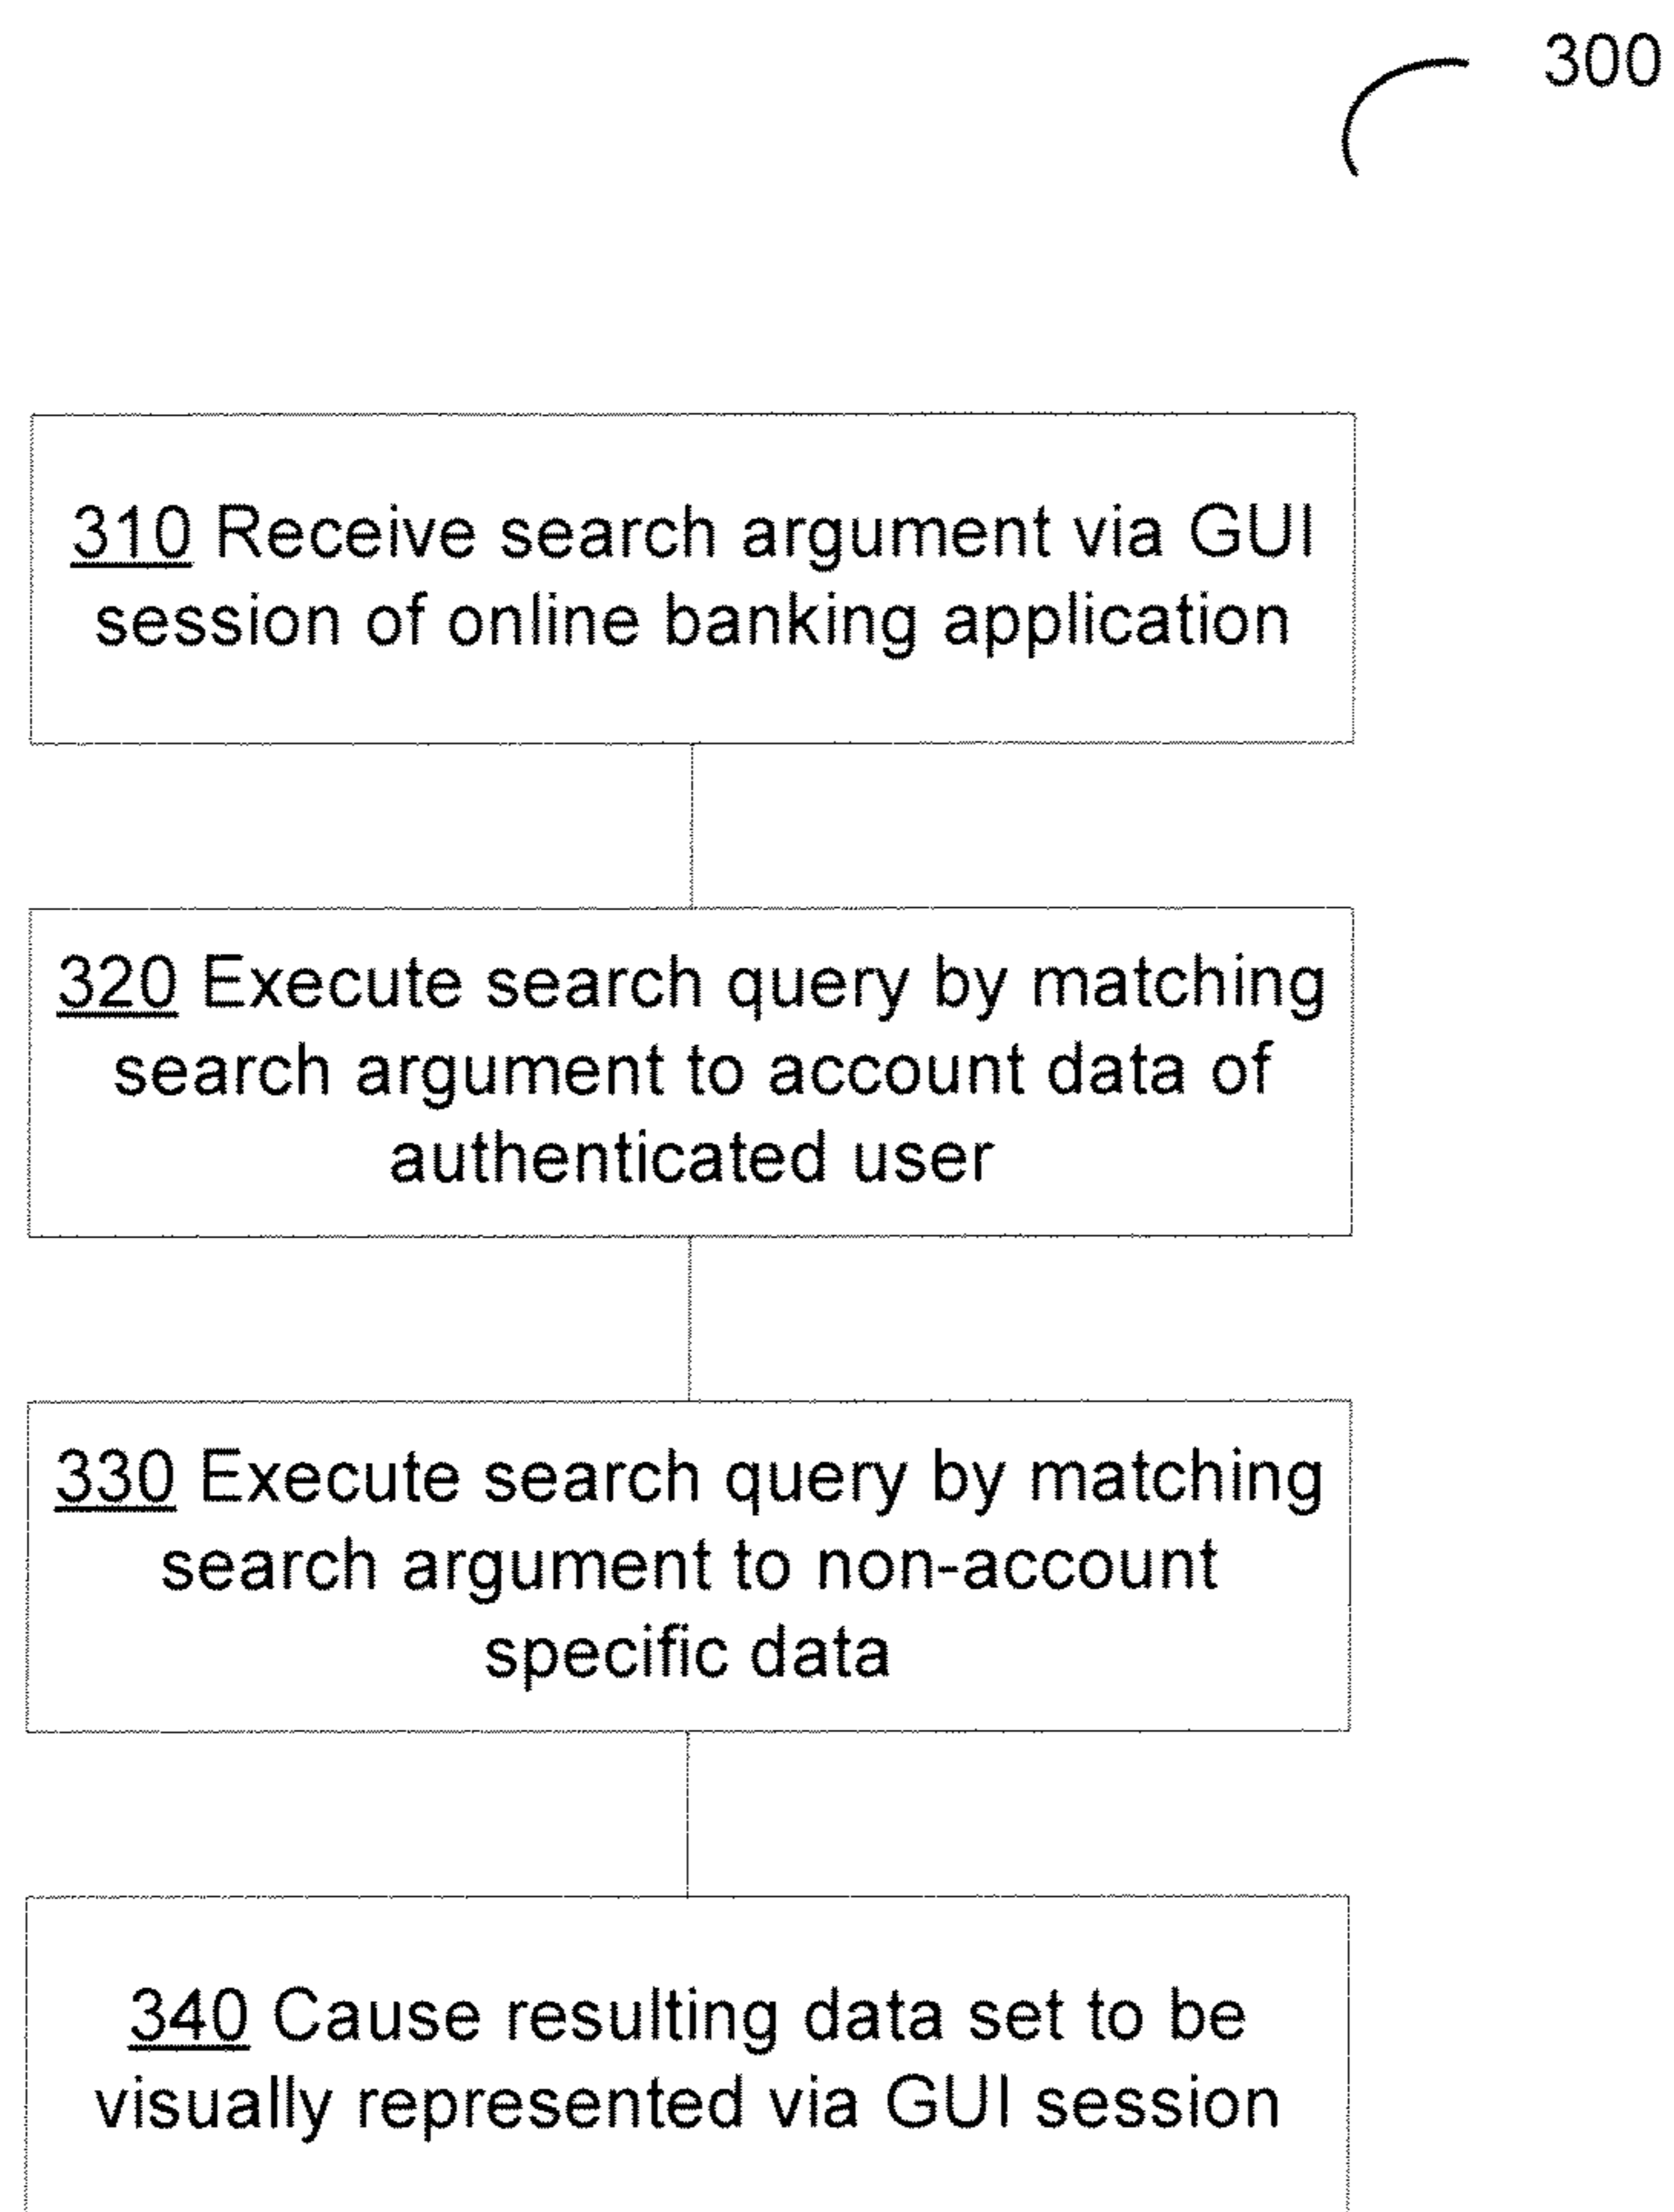 300
310 Receive search argument via GUI
session of online banking application
320 Execute search query by matching
search argument to account data of
authenticated user
330 Execute search query by matching
search argument to non-account
specific data
340 Cause resulting data set to be
visually represented via GUI session